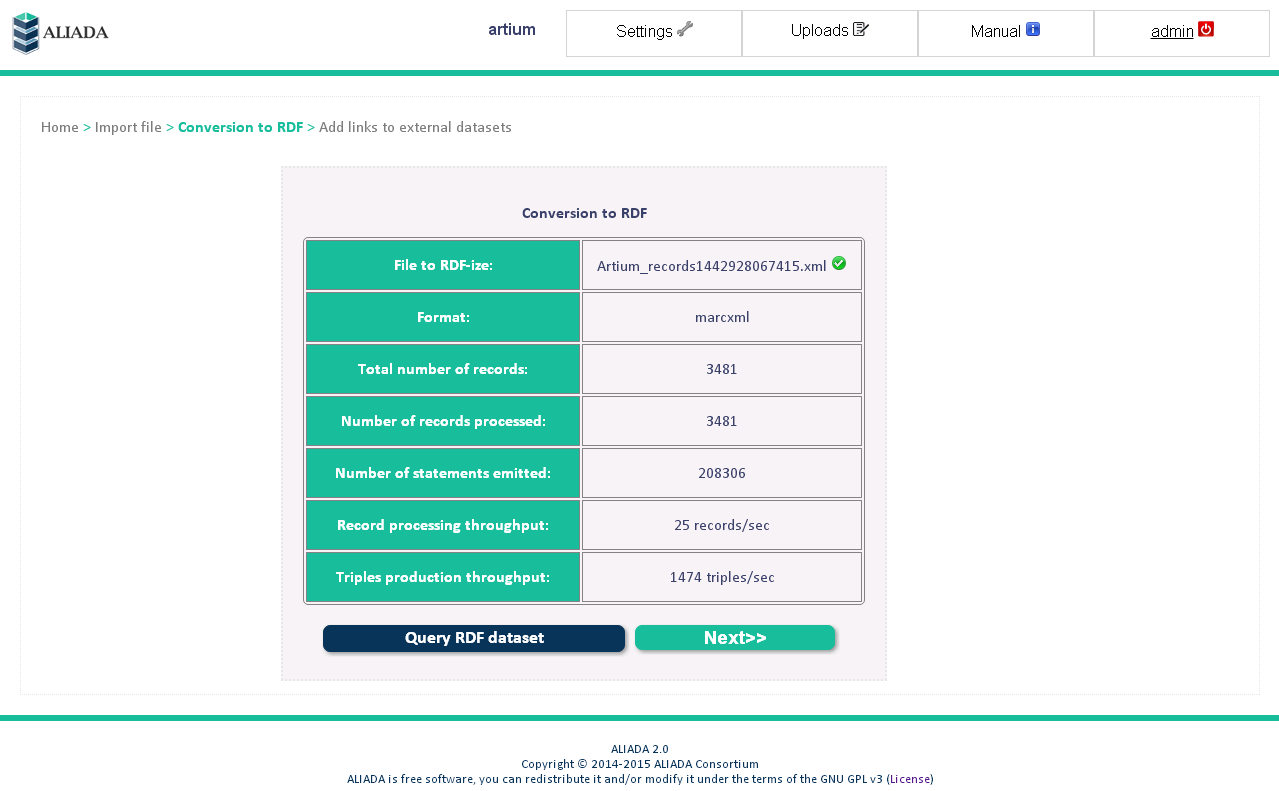 ALIADA
artium
Settings
Uploads
Manual
admin
Home > Import file > Conversion to RDF > Add links to external datasets
Conversion to RDF
File to RDF-ize: Artium_records1442928067415.xml
Format: marcxml
Total number of records: 3481
Number of records processed: 3481
Number of statements emitted: 208306
Record processing throughput: 25 records/sec
Triples production throughput: 1474 triples/sec
Query RDF dataset
Next>>
ALIADA 2.0
Copyright © 2014-2015 ALIADA Consortium
ALIADA is free software, you can redistribute it and/or modify it under the terms of the GNU GPL v3 (License)